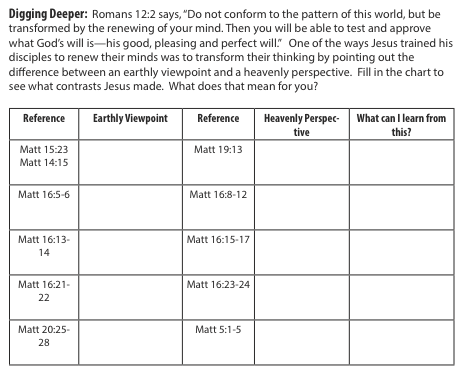 Digging Deeper: Romans 12:2 says, “Do not conform to the pattern of this world, but be
transformed by the renewing of your mind. Then you will be able to test and approve
what God’s will is—his good, pleasing and perfect will.” One of the ways Jesus trained his
disciples to renew their minds was to transform their thinking by pointing out the
difference between an earthly viewpoint and a heavenly perspective. Fill in the chart to
see what contrasts Jesus made. What does that mean for you?
Reference Earthly Viewpoint Reference Heavenly Perspec-
tive What can I learn from
this?
Matt 15:23
Matt 14:15
Matt 19:13
Matt 16:5-6
Matt 16:8-12
Matt 16:13-
14
Matt 16:15-17
Matt 16:21-
22
Matt 16:23-24
Matt 20:25-
28
Matt 5:1-5